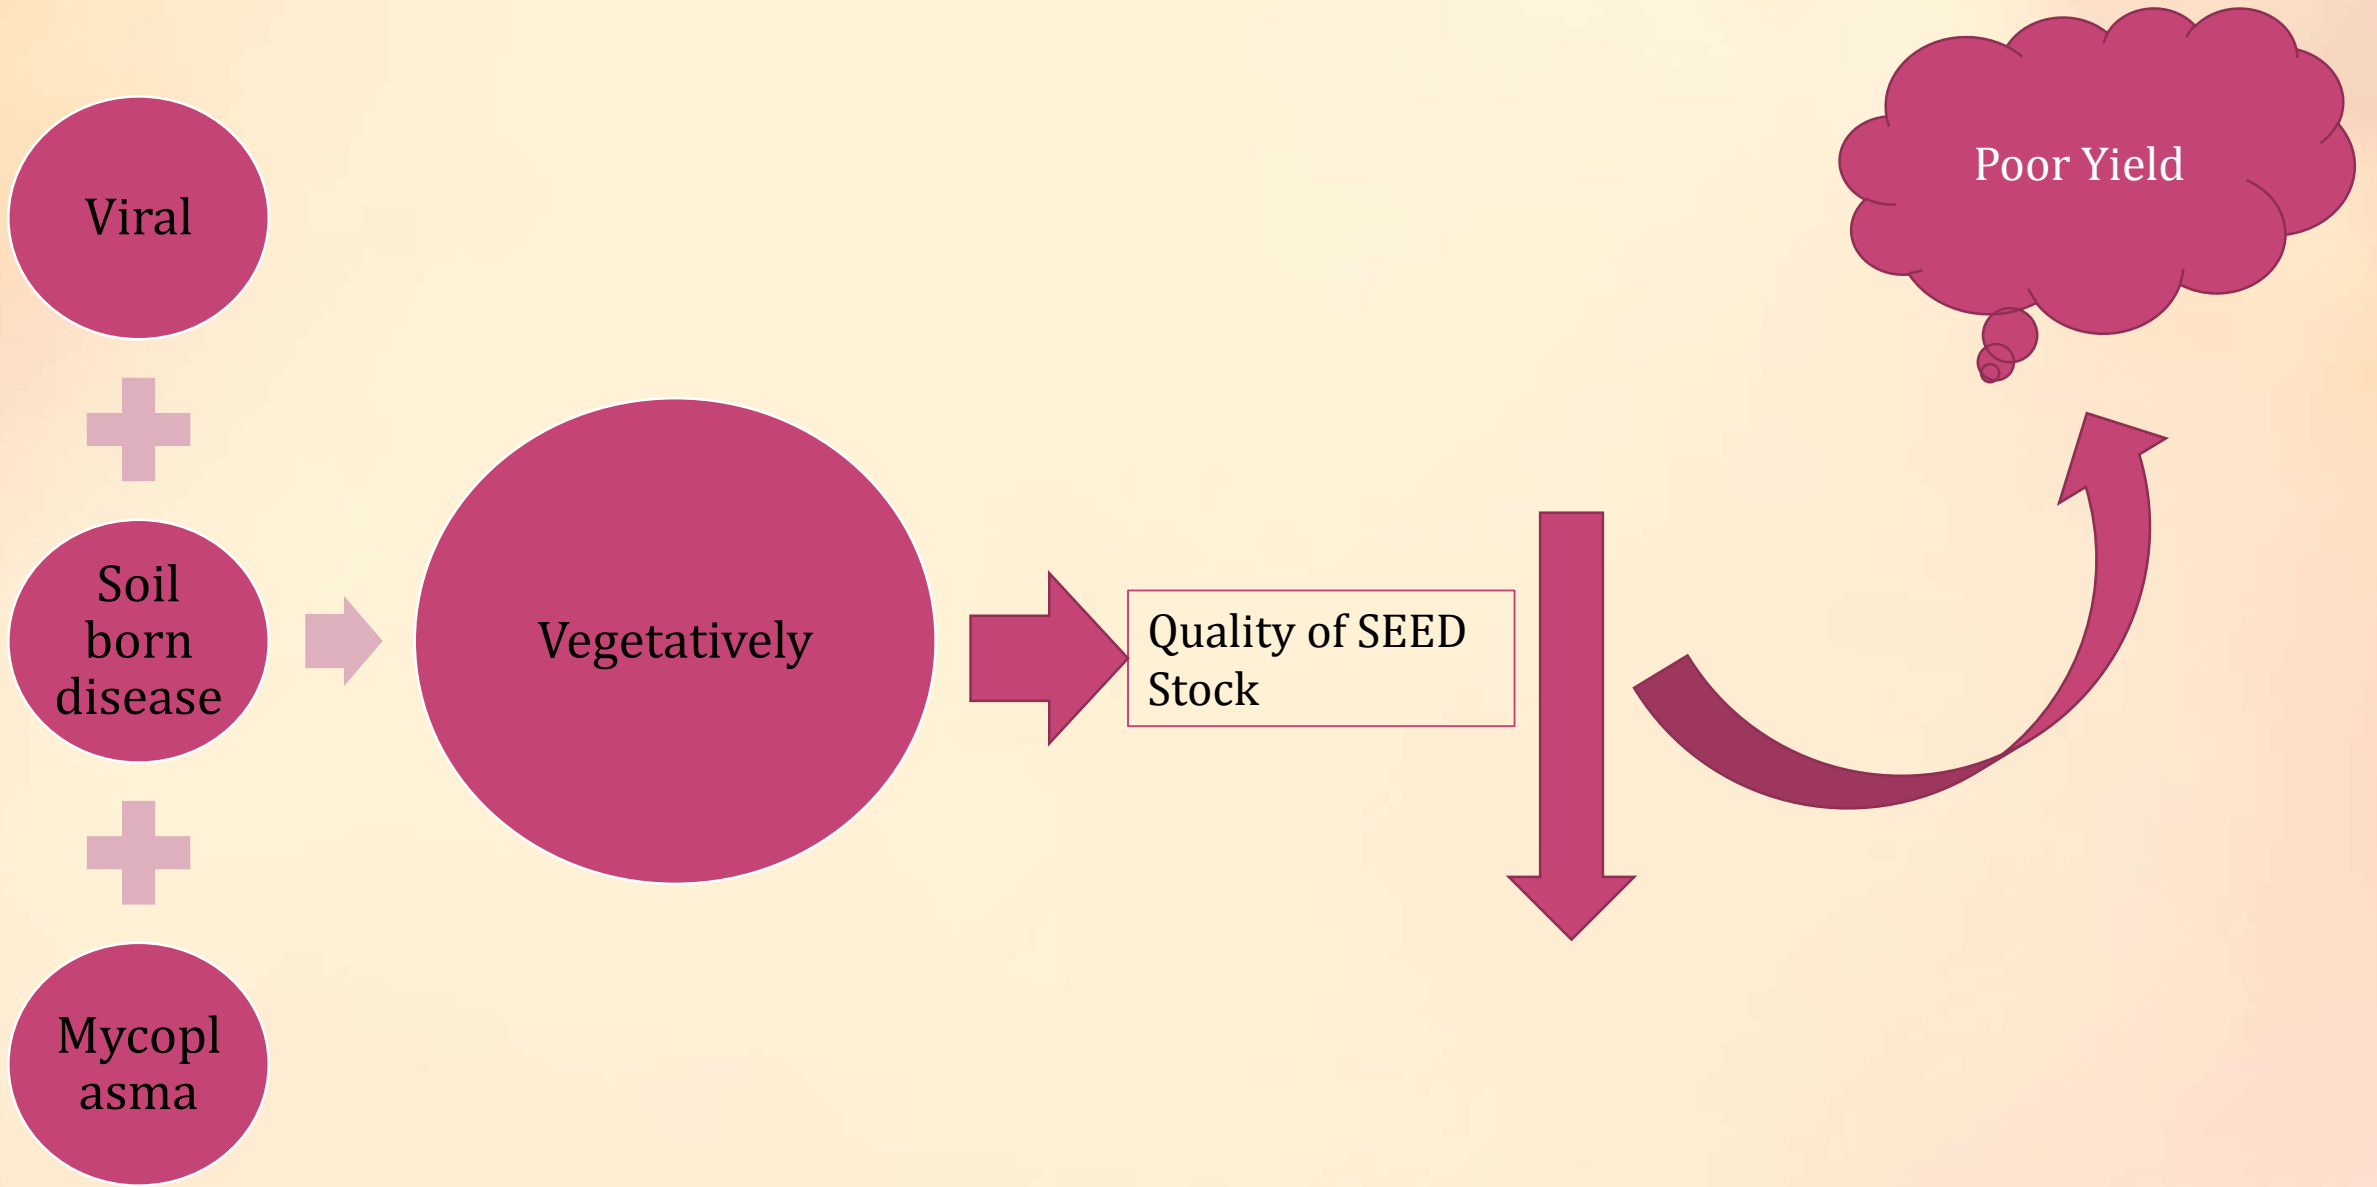 Viral
Soil
born
disease
Mycopl
asma
Vegetatively
Quality of SEED
Stock
Poor Yield